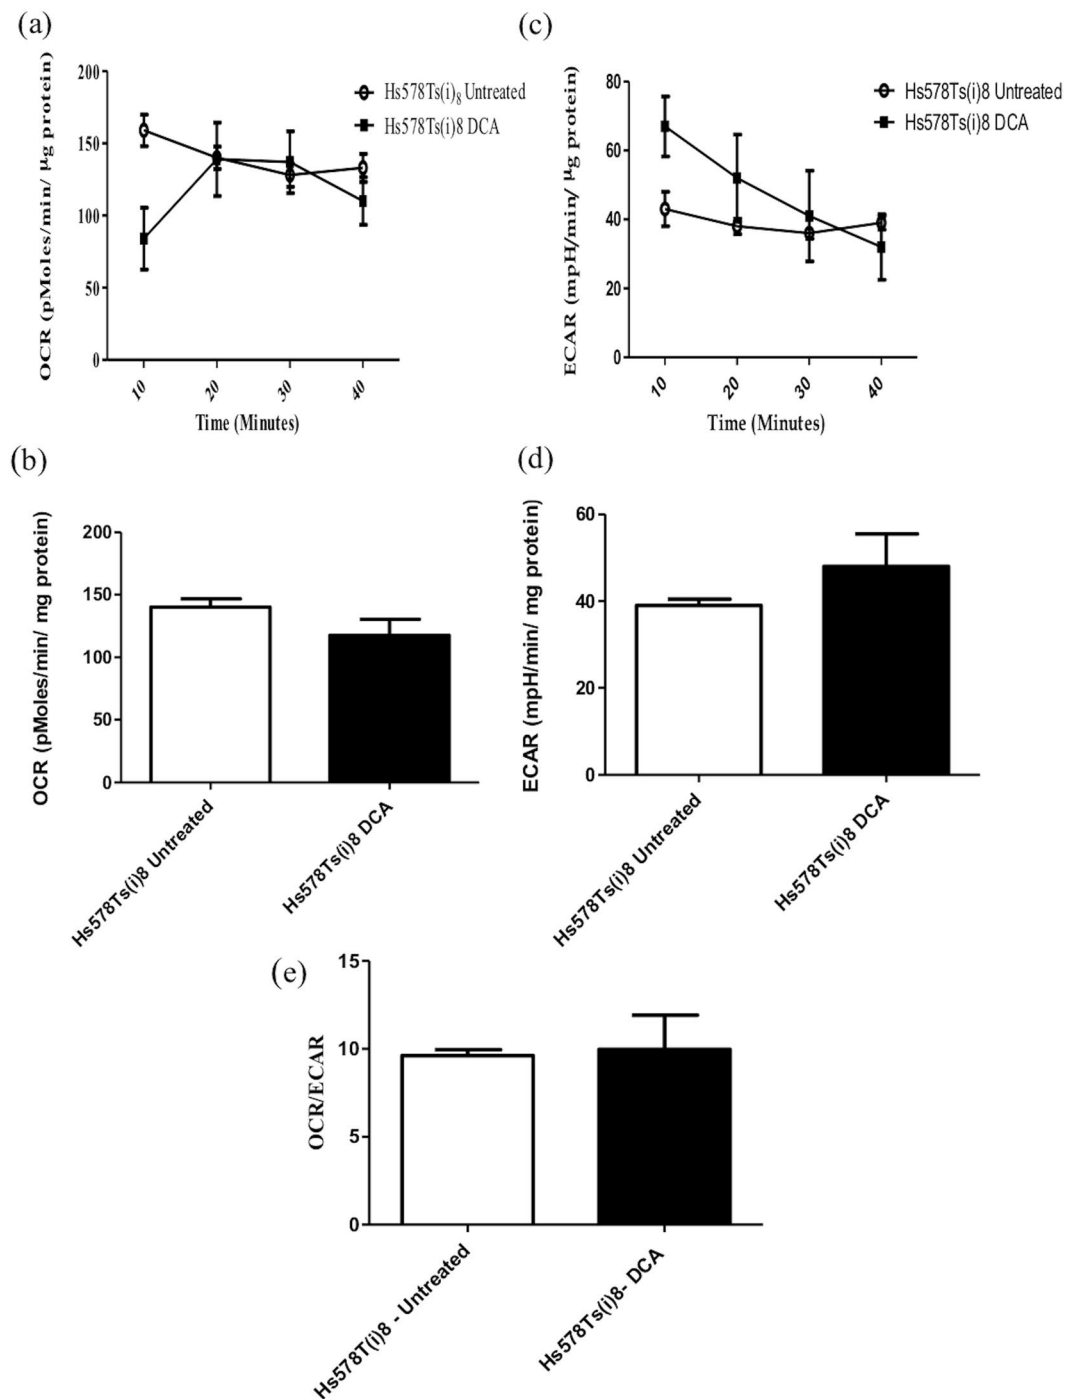 (a)
OCR (pMoles/min/ µg protein)
200
150
100
50
0
Hs578Ts(i)8 Untreated
Hs578Ts(i)8 DCA
10
20
30
40
Time (Minutes)
(c)
ECAR (mpH/min/ µg protein)
80
60
40
20
0
Hs578Ts(i)8 Untreated
Hs578Ts(i)8 DCA
10
20
30
40
Time (Minutes)
(b)
OCR (pMoles/min/ mg protein)
200
150
100
50
0
Hs578Ts(i)8 Untreated
Hs578Ts(i)8 DCA
(d)
ECAR (mpH/min/ mg protein)
60
40
20
0
Hs578Ts(i)8 Untreated
Hs578Ts(i)8 DCA
(e)
OCR/ECAR
15
10
5
0
Hs578T(i)8 - Untreated
Hs578Ts(i)8- DCA